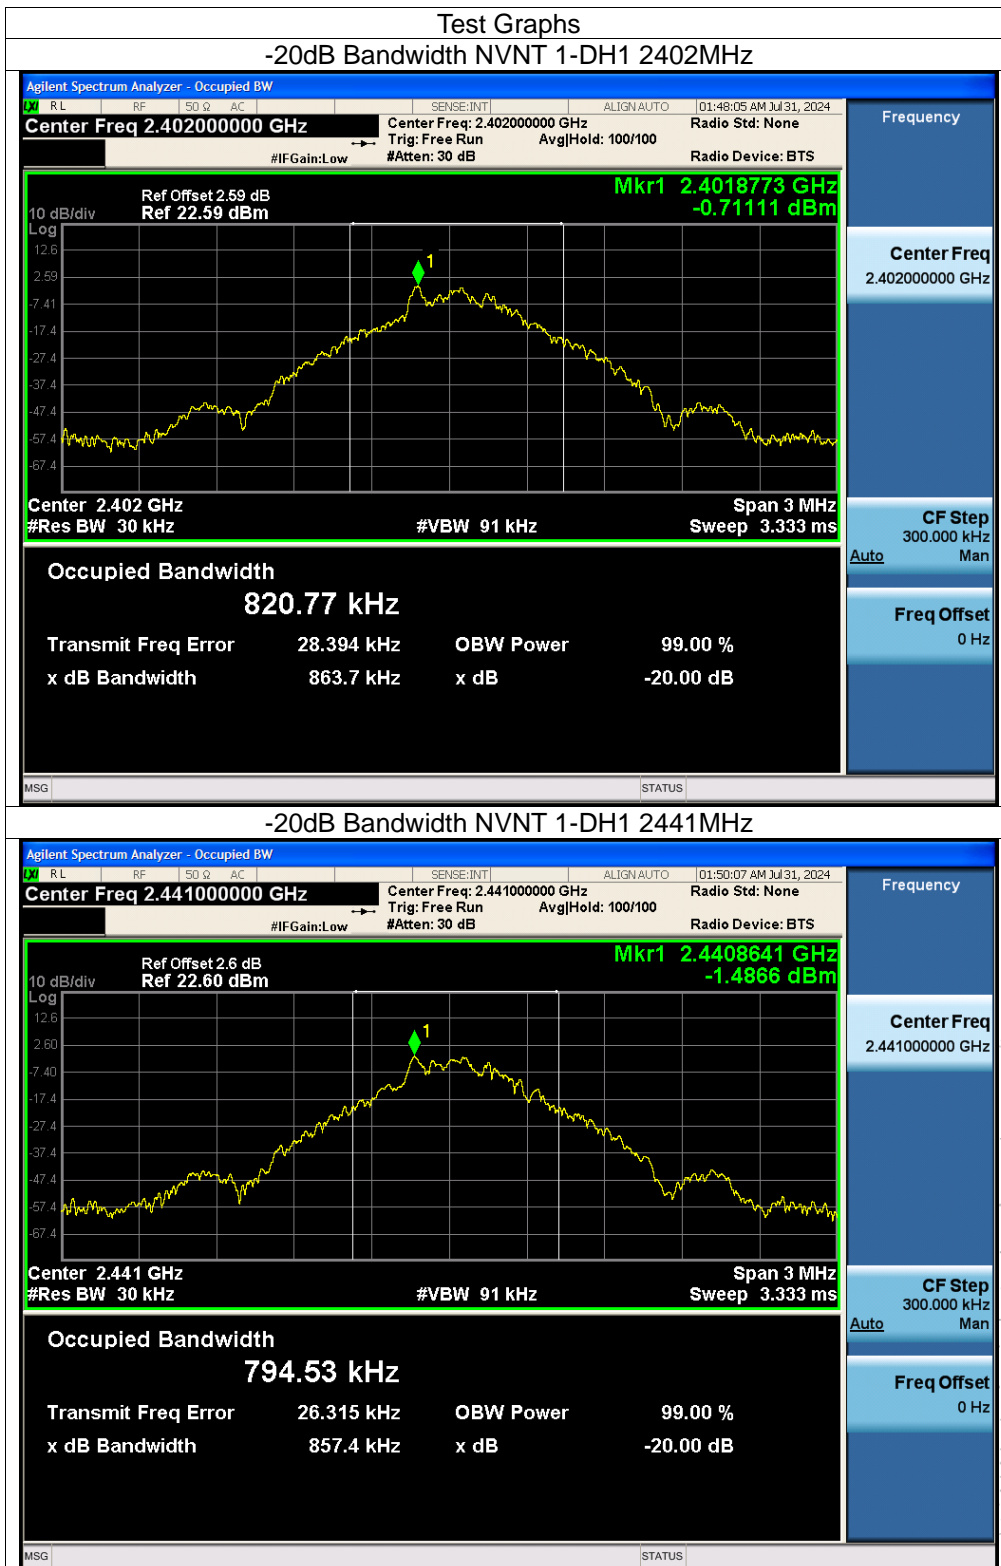 Test Graphs
-20dB Bandwidth NVNT 1-DH1 2402MHz
Agilent Spectrum Analyzer - Occupied BW
LXI RL RF 50 Ω AC SENSE:INT ALIGN AUTO 01:48:05 AM Jul 31, 2024
Center Freq 2.402000000 GHz
Center Freq: 2.402000000 GHz
Radio Std: None
Trig: Free Run Avg|Hold: 100/100
#IFGain:Low #Atten: 30 dB Radio Device: BTS
Frequency
Mkr1 2.4018773 GHz
-0.71111 dBm
Ref Offset 2.59 dB
10 dB/div Ref 22.59 dBm
Log
12.6
2.59
-7.41
-17.4
-27.4
-37.4
-47.4
-57.4
-67.4
1
Center 2.402 GHz Span 3 MHz
#Res BW 30 kHz #VBW 91 kHz Sweep 3.333 ms
Center Freq
2.402000000 GHz
CF Step
300.000 kHz
Auto Man
Freq Offset
0 Hz
Occupied Bandwidth
820.77 kHz
Transmit Freq Error 28.394 kHz OBW Power 99.00 %
x dB Bandwidth 863.7 kHz x dB -20.00 dB
MSG STATUS
-20dB Bandwidth NVNT 1-DH1 2441MHz
Agilent Spectrum Analyzer - Occupied BW
LXI RL RF 50 Ω AC SENSE:INT ALIGN AUTO 01:50:07 AM Jul 31, 2024
Center Freq 2.441000000 GHz
Center Freq: 2.441000000 GHz
Radio Std: None
Trig: Free Run Avg|Hold: 100/100
#IFGain:Low #Atten: 30 dB Radio Device: BTS
Frequency
Mkr1 2.4408641 GHz
-1.4866 dBm
Ref Offset 2.6 dB
10 dB/div Ref 22.60 dBm
Log
12.6
2.60
-7.40
-17.4
-27.4
-37.4
-47.4
-57.4
-67.4
1
Center 2.441 GHz Span 3 MHz
#Res BW 30 kHz #VBW 91 kHz Sweep 3.333 ms
Center Freq
2.441000000 GHz
CF Step
300.000 kHz
Auto Man
Freq Offset
0 Hz
Occupied Bandwidth
794.53 kHz
Transmit Freq Error 26.315 kHz OBW Power 99.00 %
x dB Bandwidth 857.4 kHz x dB -20.00 dB
MSG STATUS